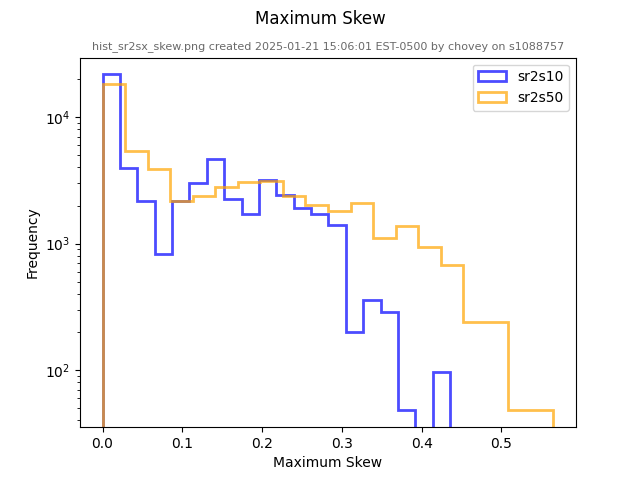 Maximum Skew
hist_sr2sx_skew.png created 2025-01-21 15:06:01 EST-0500 by chovey on s1088757
sr2s10
sr2s50
10⁴
10³
10²
Frequency
0.0 0.1 0.2 0.3 0.4 0.5
Maximum Skew